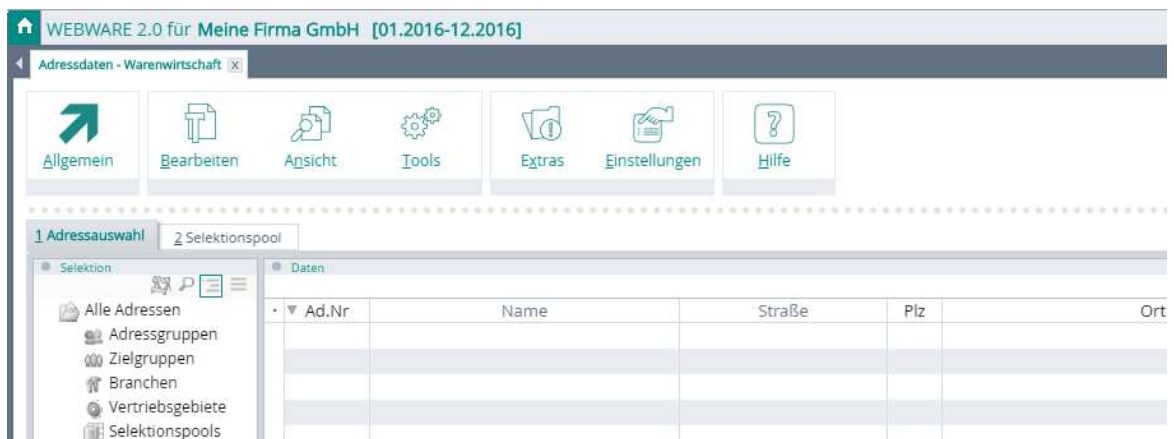 WEBWARE 2.0 für Meine Firma GmbH [01.2016-12.2016]
Adressdaten - Warenwirtschaft x
Allgemein Bearbeiten Ansicht Tools Extras Einstellungen Hilfe
1 Adressauswahl 2 Selektionspool
Selektion Daten
Ad.Nr Name Straße Plz Ort
Alle Adressen
Adressgruppen
Zielgruppen
Branchen
Vertriebsgebiete
Selektionspools